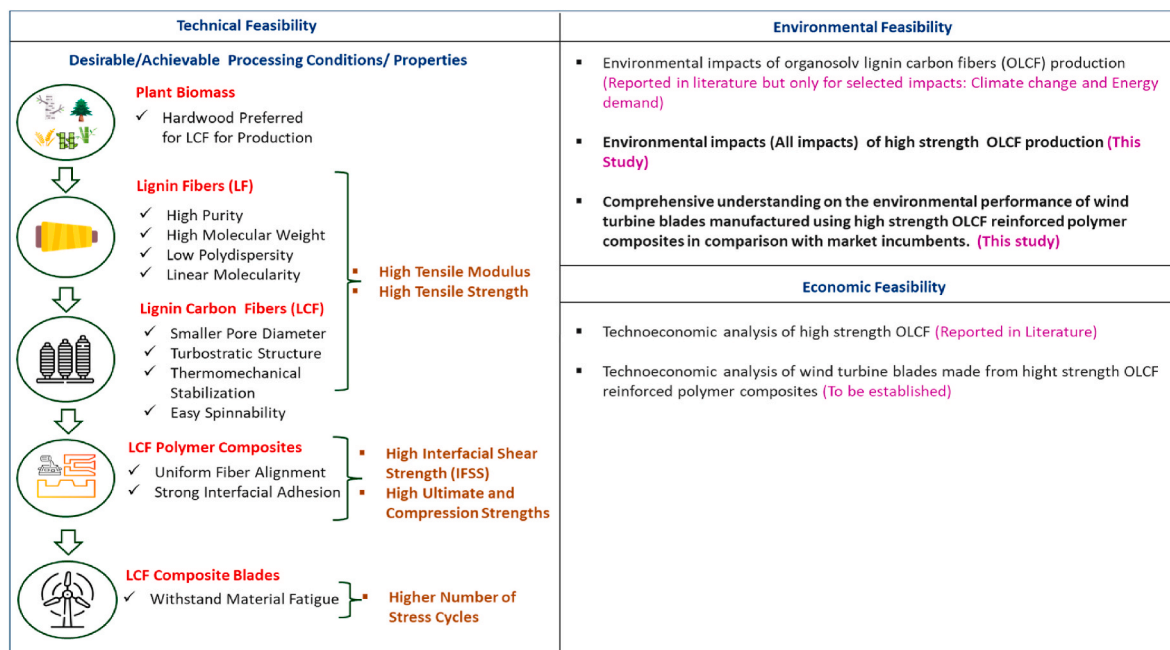 Technical Feasibility
Desirable/Achievable Processing Conditions/ Properties
Plant Biomass
✓ Hardwood Preferred
for LCF for Production
Lignin Fibers (LF)
✓ High Purity
✓ High Molecular Weight
✓ Low Polydispersity
✓ Linear Molecularity
▪ High Tensile Modulus
▪ High Tensile Strength
Lignin Carbon Fibers (LCF)
✓ Smaller Pore Diameter
✓ Turbostratic Structure
✓ Thermomechanical
Stabilization
✓ Easy Spinnability
LCF Polymer Composites
✓ Uniform Fiber Alignment
✓ Strong Interfacial Adhesion
▪ High Interfacial Shear
Strength (IFSS)
▪ High Ultimate and
Compression Strengths
LCF Composite Blades
✓ Withstand Material Fatigue
▪ Higher Number of
Stress Cycles
Environmental Feasibility
▪ Environmental impacts of organosolv lignin carbon fibers (OLCF) production
(Reported in literature but only for selected impacts: Climate change and Energy
demand)
▪ Environmental impacts (All impacts) of high strength OLCF production (This
Study)
▪ Comprehensive understanding on the environmental performance of wind
turbine blades manufactured using high strength OLCF reinforced polymer
composites in comparison with market incumbents. (This study)
Economic Feasibility
▪ Technoeconomic analysis of high strength OLCF (Reported in Literature)
▪ Technoeconomic analysis of wind turbine blades made from hight strength OLCF
reinforced polymer composites (To be established)